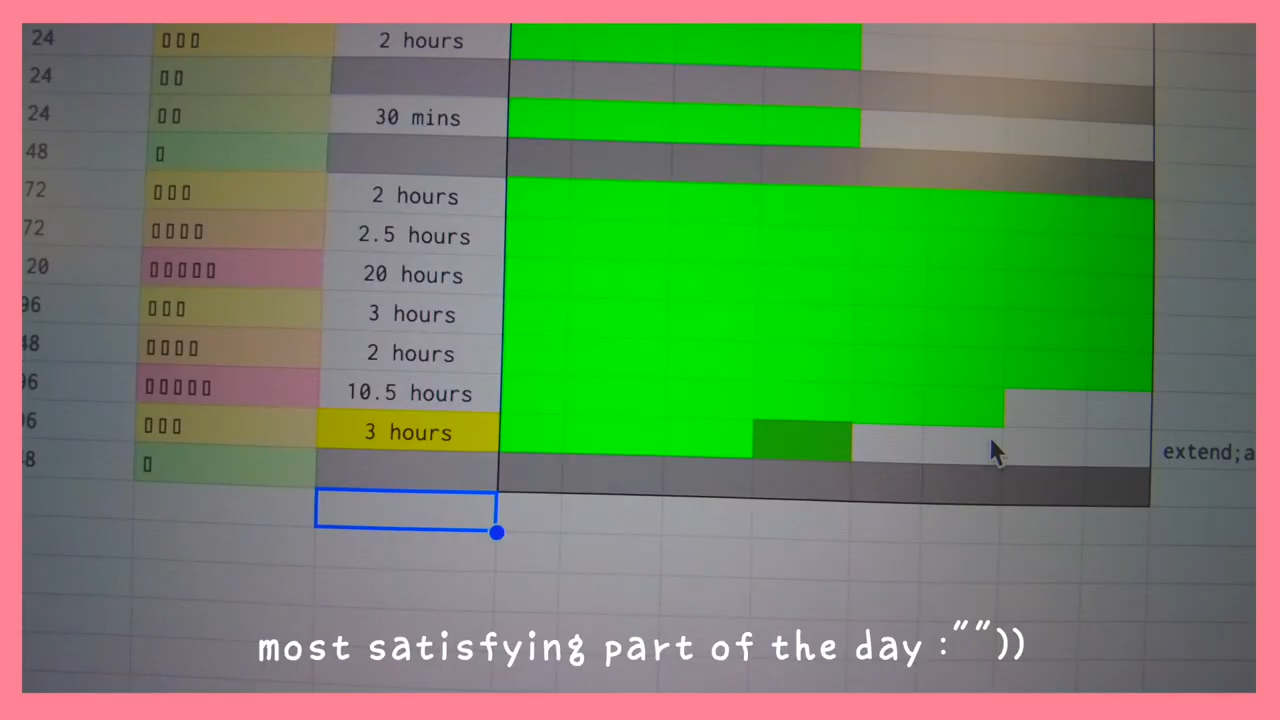 24 2 hours
24
24 30 mins
48
72 2 hours
72 2.5 hours
20 20 hours
96 3 hours
48 2 hours
96 10.5 hours
96 3 hours
48
extend;a
most satisfying part of the day :""))